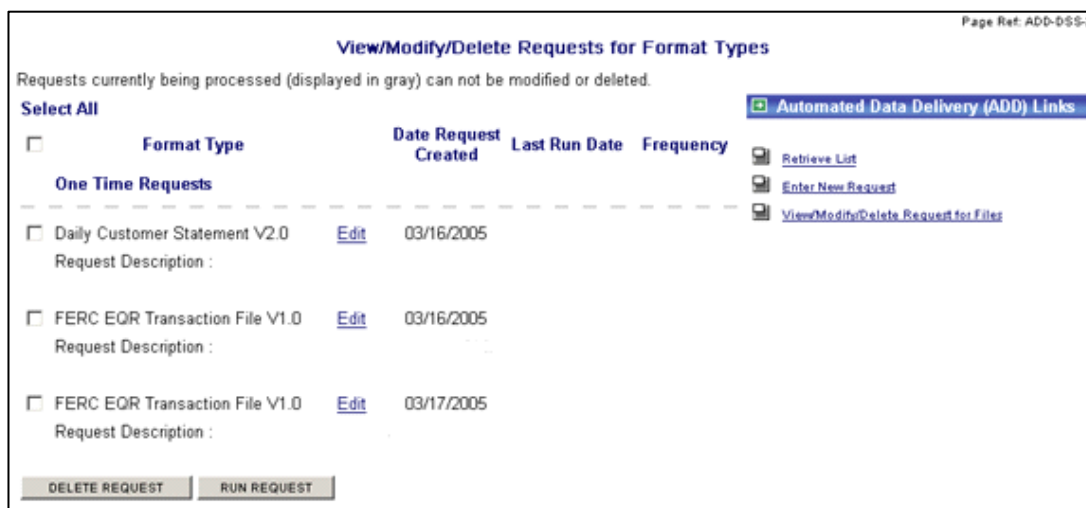 Page Ref: ADD-DSS-
View/Modify/Delete Requests for Format Types
Requests currently being processed (displayed in gray) can not be modified or deleted.
Select All
Automated Data Delivery (ADD) Links
Format Type Date Request Created Last Run Date Frequency
Retrieve List
One Time Requests
Enter New Request
View/Modify/Delete Request for Files
Daily Customer Statement V2.0 Edit 03/16/2005
Request Description :
FERC EQR Transaction File V1.0 Edit 03/16/2005
Request Description :
FERC EQR Transaction File V1.0 Edit 03/17/2005
Request Description :
DELETE REQUEST RUN REQUEST